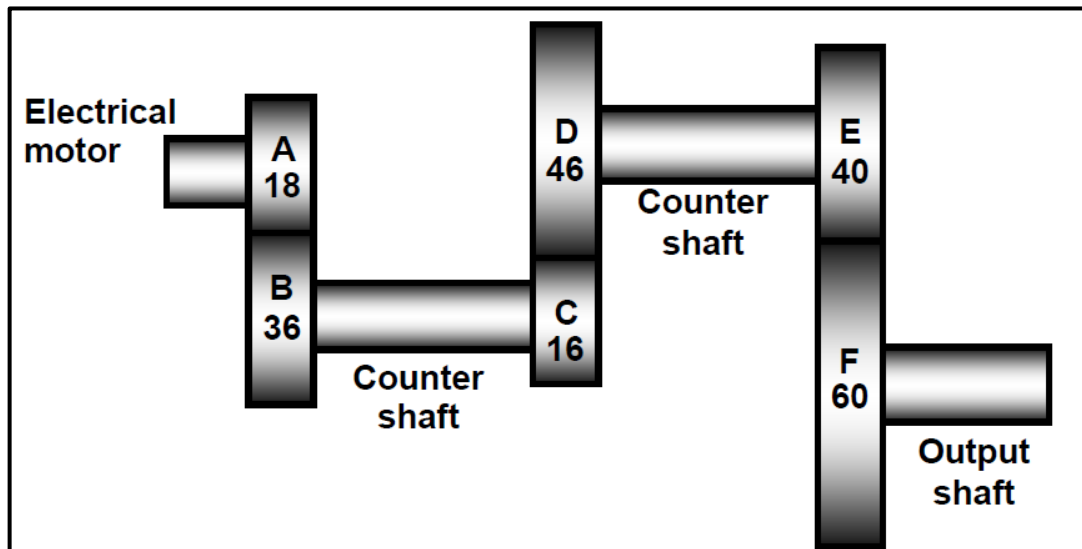 Electrical
motor
A
18
B
36
Counter
shaft
D
46
C
16
Counter
shaft
E
40
F
60
Output
shaft